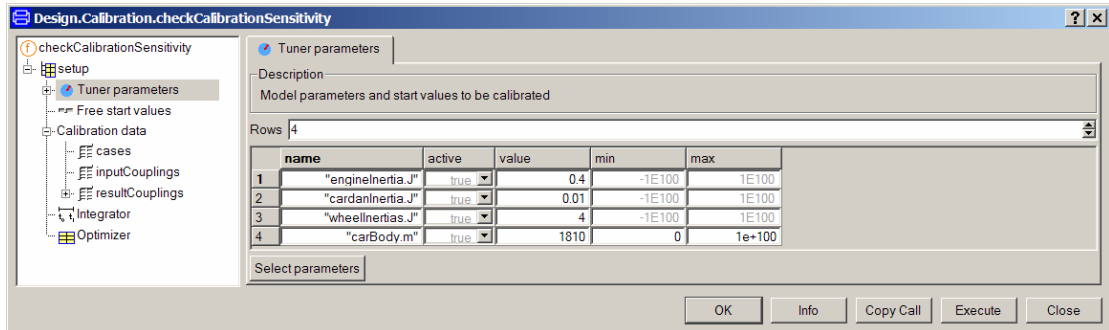 Design.Calibration.checkCalibrationSensitivity
checkCalibrationSensitivity
setup
Tuner parameters
Free start values
Calibration data
cases
inputCouplings
resultCouplings
Integrator
Optimizer
Tuner parameters
Description
Model parameters and start values to be calibrated
Rows 4
name active value min max
1 "engineInertia.J" true 0.4 -1E100 1E100
2 "cardanInertia.J" true 0.01 -1E100 1E100
3 "wheelInertias.J" true 4 -1E100 1E100
4 "carBody.m" true 1810 0 1e+100
Select parameters
OK Info Copy Call Execute Close